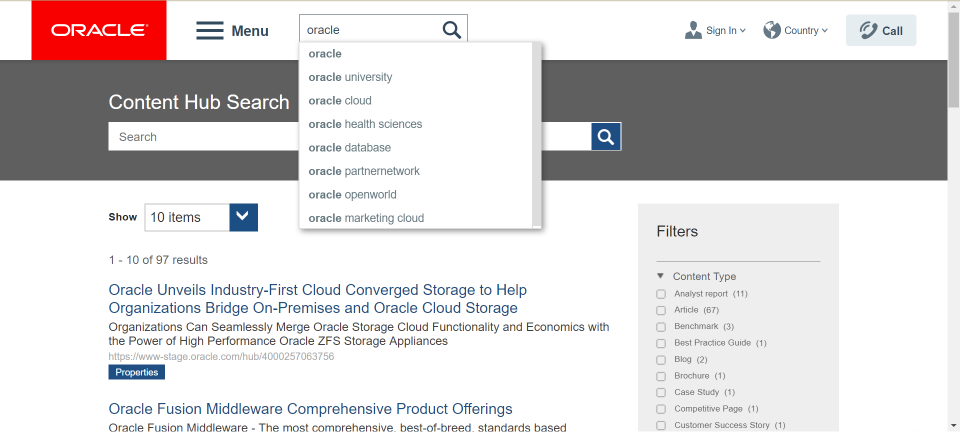 ORACLE
Menu
oracle
Sign In
Country
Call
oracle
oracle university
oracle cloud
oracle health sciences
oracle database
oracle partnernetwork
oracle openworld
oracle marketing cloud
Content Hub Search
Search
Show
10 items
1 - 10 of 97 results
Oracle Unveils Industry-First Cloud Converged Storage to Help
Organizations Bridge On-Premises and Oracle Cloud Storage
Organizations Can Seamlessly Merge Oracle Storage Cloud Functionality and Economics with
the Power of High Performance Oracle ZFS Storage Appliances
https://www-stage.oracle.com/hub/4000257063756
Properties
Oracle Fusion Middleware Comprehensive Product Offerings
Oracle Fusion Middleware - The most comprehensive, best-of-breed, standards based
Filters
Content Type
Analyst report (11)
Article (67)
Benchmark (3)
Best Practice Guide (1)
Blog (2)
Brochure (1)
Case Study (1)
Competitive Page (1)
Customer Success Story (1)